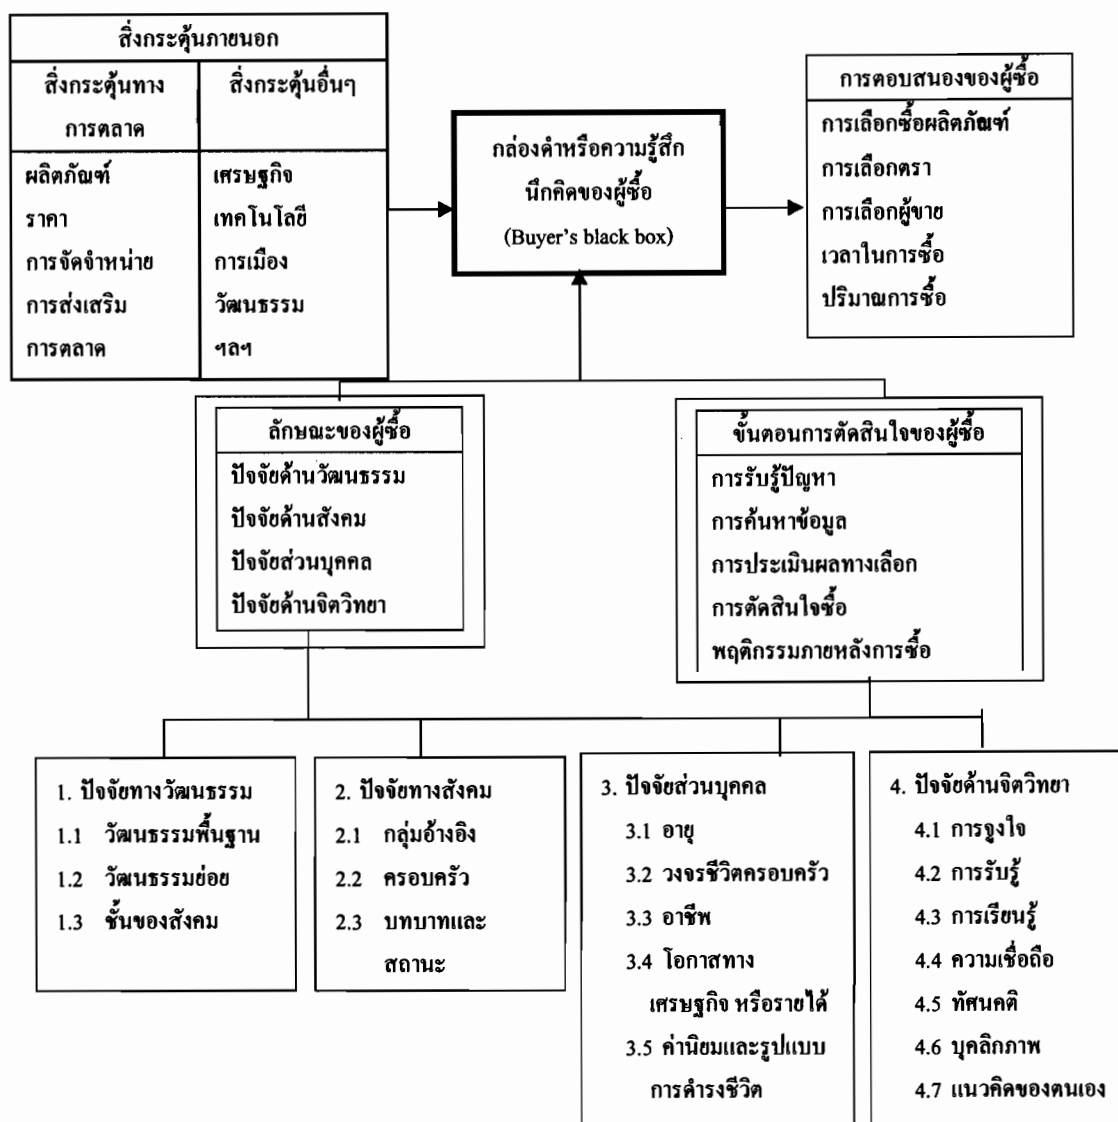 สิ่งกระตุ้นภายนอก
สิ่งกระตุ้นทาง
การตลาด
สิ่งกระตุ้นอื่นๆ
ผลิตภัณฑ์
ราคา
การจัดจำหน่าย
การส่งเสริม
การตลาด
เศรษฐกิจ
เทคโนโลยี
การเมือง
วัฒนธรรม
ฯลฯ
กล่องดำหรือความรู้สึก
นึกคิดของผู้ซื้อ
(Buyer's black box)
การตอบสนองของผู้ซื้อ
การเลือกซื้อผลิตภัณฑ์
การเลือกตรา
การเลือกผู้ขาย
เวลาในการซื้อ
ปริมาณการซื้อ
ลักษณะของผู้ซื้อ
ปัจจัยด้านวัฒนธรรม
ปัจจัยด้านสังคม
ปัจจัยส่วนบุคคล
ปัจจัยด้านจิตวิทยา
ขั้นตอนการตัดสินใจของผู้ซื้อ
การรับรู้ปัญหา
การค้นหาข้อมูล
การประเมินผลทางเลือก
การตัดสินใจซื้อ
พฤติกรรมภายหลังการซื้อ
1. ปัจจัยทางวัฒนธรรม
1.1 วัฒนธรรมพื้นฐาน
1.2 วัฒนธรรมย่อย
1.3 ชั้นของสังคม
2. ปัจจัยทางสังคม
2.1 กลุ่มอ้างอิง
2.2 ครอบครัว
2.3 บทบาทและ
สถานะ
3. ปัจจัยส่วนบุคคล
3.1 อายุ
3.2 วงจรชีวิตครอบครัว
3.3 อาชีพ
3.4 โอกาสทาง
เศรษฐกิจ หรือรายได้
3.5 ค่านิยมและรูปแบบ
การดำรงชีวิต
4. ปัจจัยด้านจิตวิทยา
4.1 การจูงใจ
4.2 การรับรู้
4.3 การเรียนรู้
4.4 ความเชื่อถือ
4.5 ทัศนคติ
4.6 บุคลิกภาพ
4.7 แนวคิดของตนเอง